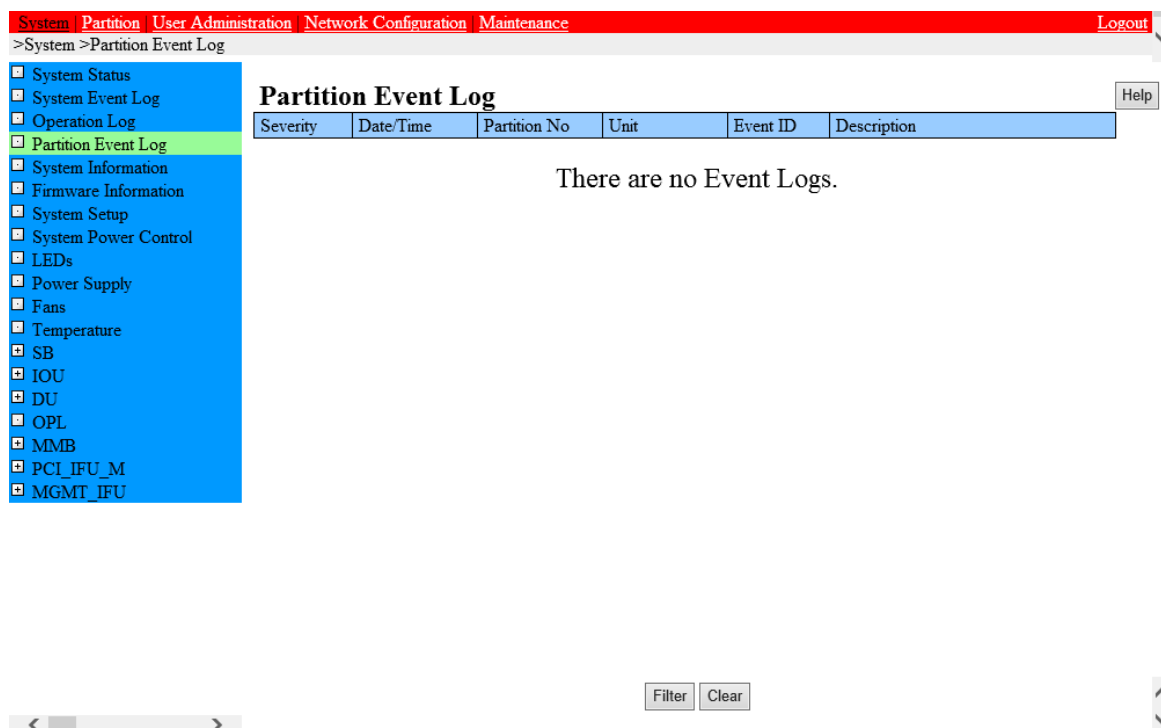 System | Partition | User Administration | Network Configuration | Maintenance Logout
>System >Partition Event Log
System Status
System Event Log
Operation Log
Partition Event Log
System Information
Firmware Information
System Setup
System Power Control
LEDs
Power Supply
Fans
Temperature
SB
IOU
DU
OPL
MMB
PCI_IFU_M
MGMT_IFU
Partition Event Log
Help
Severity Date/Time Partition No Unit Event ID Description
There are no Event Logs.
Filter Clear